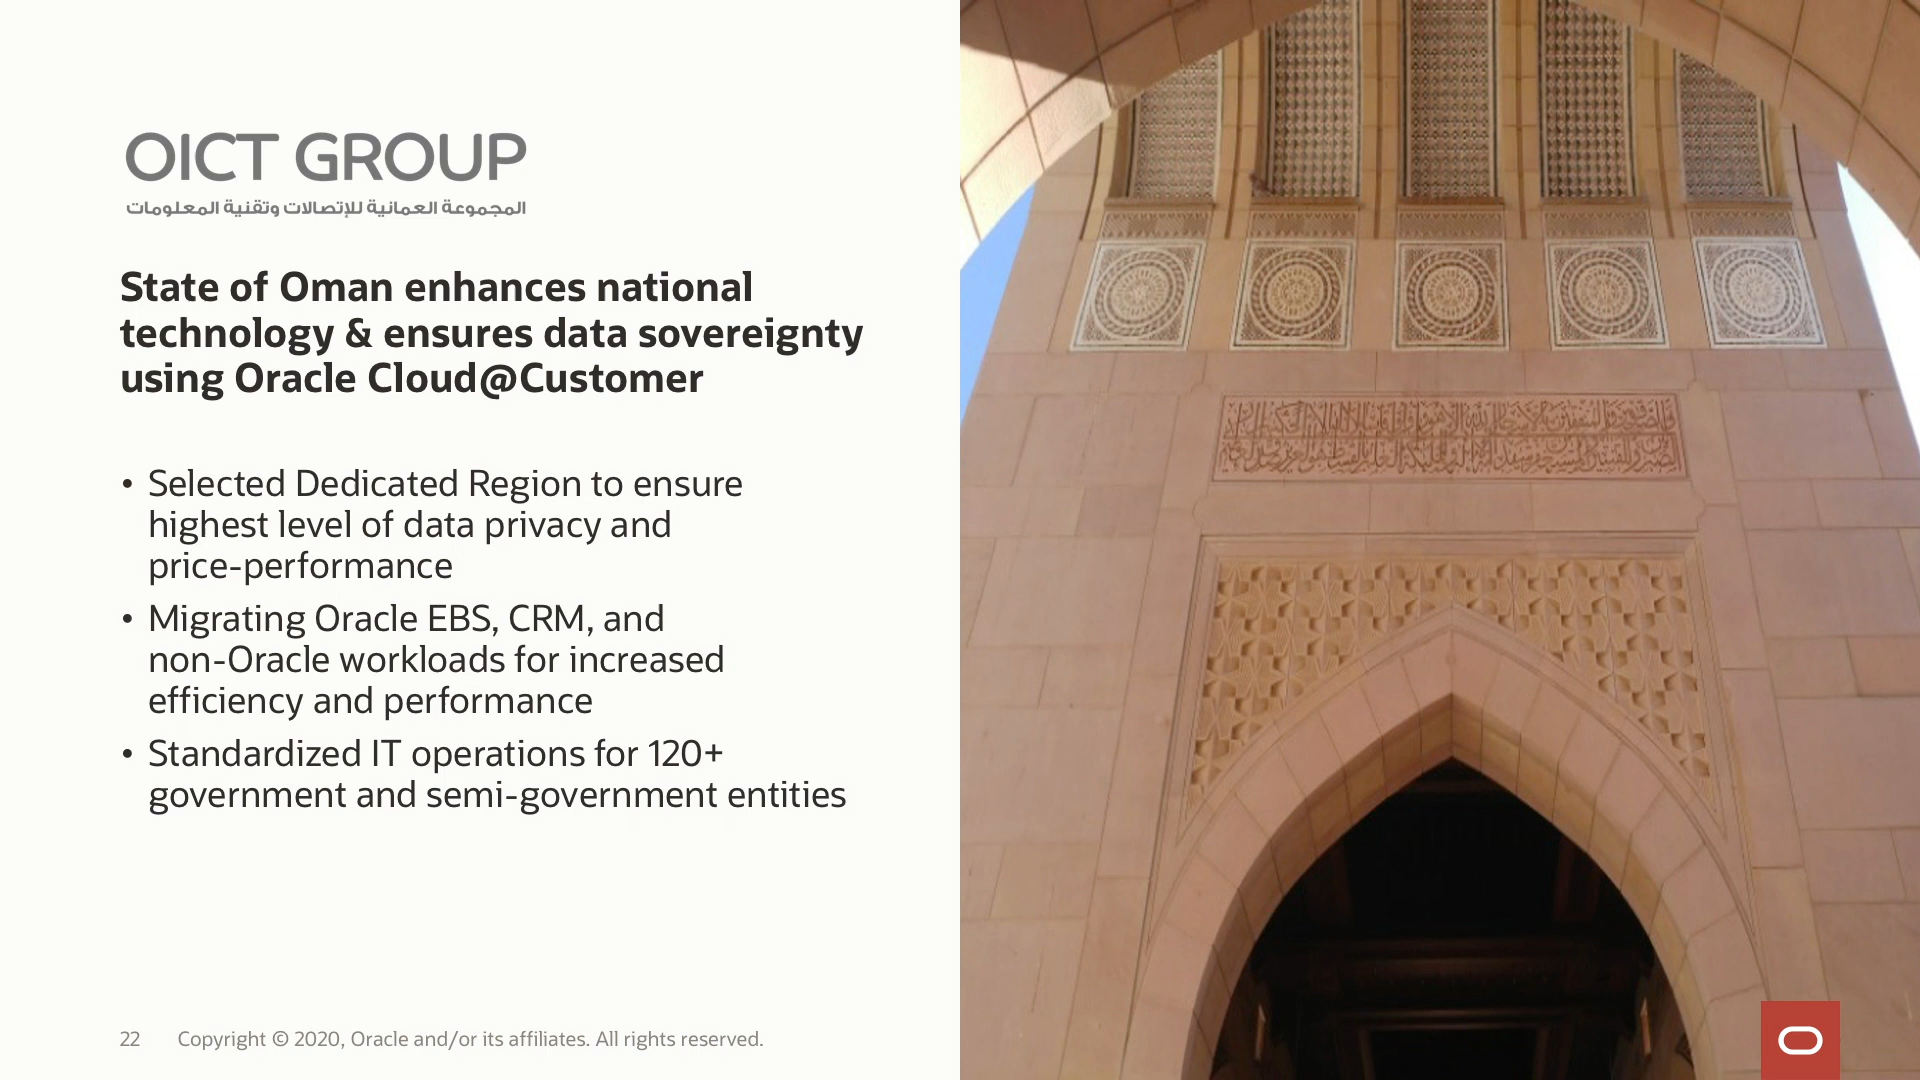 OICT GROUP
المجموعة العمانية للإتصالات وتقنية المعلومات
State of Oman enhances national
technology & ensures data sovereignty
using Oracle Cloud@Customer
• Selected Dedicated Region to ensure
highest level of data privacy and
price-performance
• Migrating Oracle EBS, CRM, and
non-Oracle workloads for increased
efficiency and performance
• Standardized IT operations for 120+
government and semi-government entities
22 Copyright © 2020, Oracle and/or its affiliates. All rights reserved.